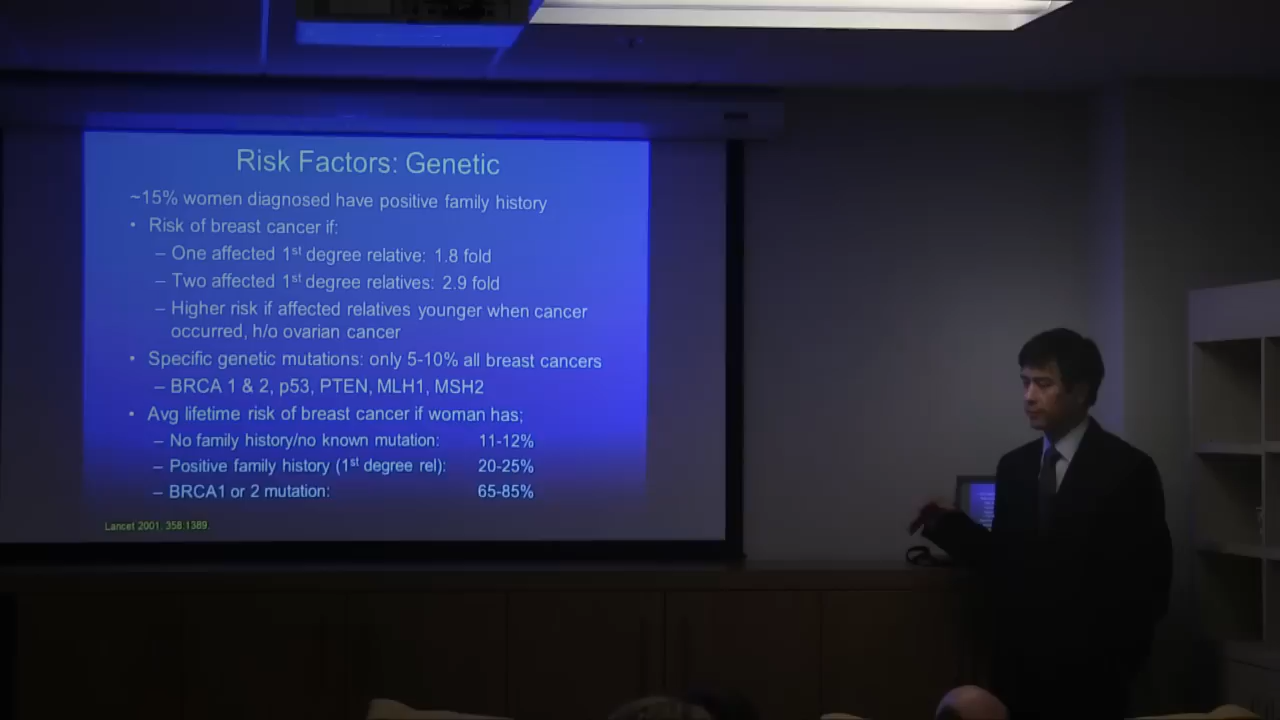 Risk Factors: Genetic
~15% women diagnosed have positive family history
• Risk of breast cancer if:
– One affected 1st degree relative: 1.8 fold
– Two affected 1st degree relatives: 2.9 fold
– Higher risk if affected relatives younger when cancer
occurred, h/o ovarian cancer
• Specific genetic mutations: only 5-10% all breast cancers
– BRCA 1 & 2, p53, PTEN, MLH1, MSH2
• Avg lifetime risk of breast cancer if woman has;
– No family history/no known mutation: 11-12%
– Positive family history (1st degree rel): 20-25%
– BRCA1 or 2 mutation: 65-85%
Lancet 2001. 358:1389.